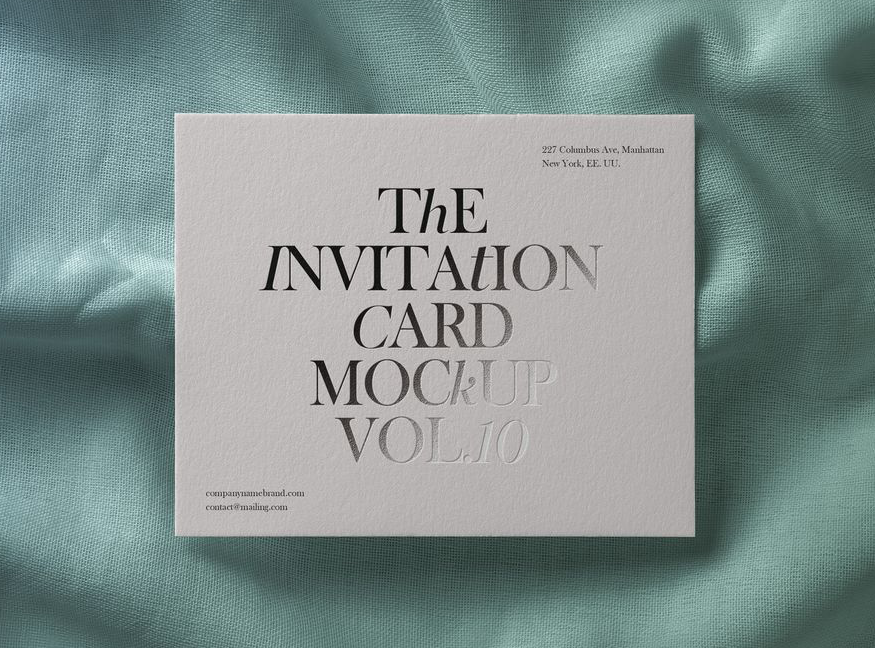 227 Columbus Ave, Manhattan
New York, EE. UU.
ThE
INVITAtION
CARD
MOCkUP
VOL.10
companynamebrand.com
contact@mailing.com